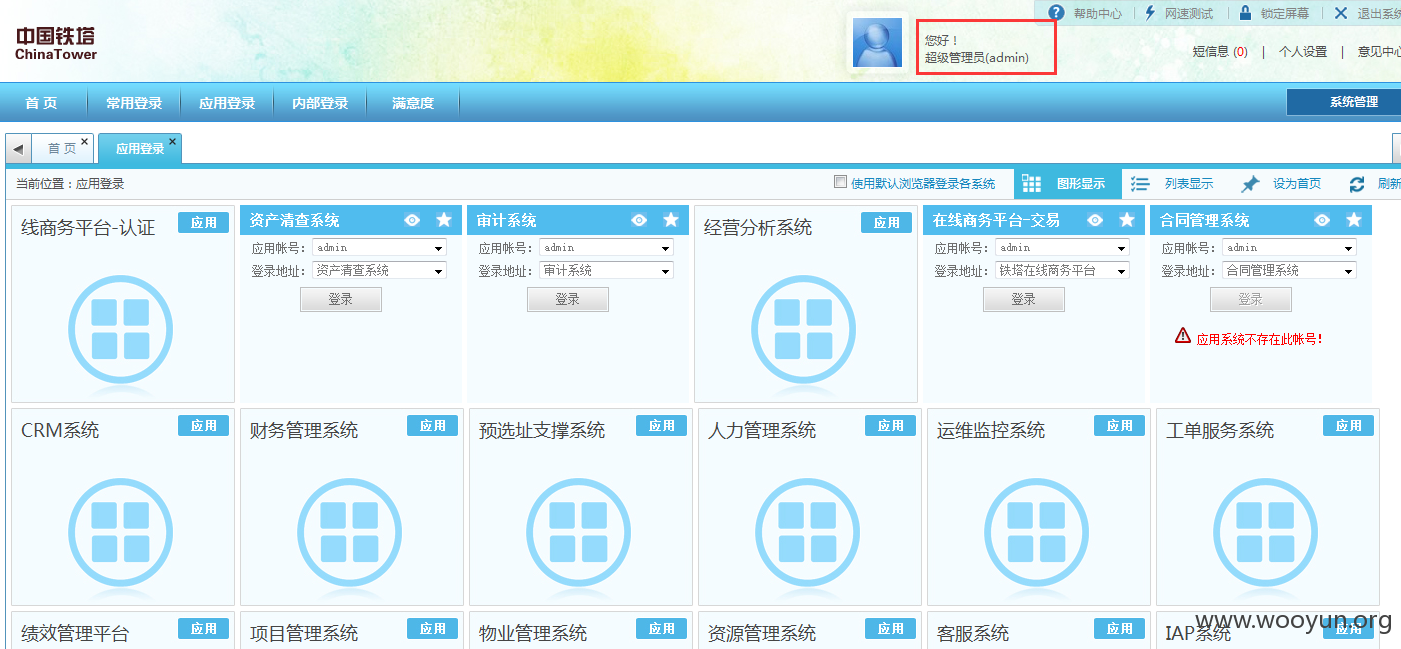 帮助中心 网速测试 锁定屏幕 退出系统
中国铁塔
ChinaTower
您好！
超级管理员(admin)
短信息 (0) | 个人设置 | 意见中心
首 页 常用登录 应用登录 内部登录 满意度 系统管理
首 页 应用登录
当前位置：应用登录 使用默认浏览器登录各系统 图形显示 列表显示 设为首页 刷新
线商务平台-认证 应用 资产清查系统 审计系统 经营分析系统 应用 在线商务平台-交易 合同管理系统
应用帐号： admin 应用帐号： admin 应用帐号： admin 应用帐号： admin
登录地址： 资产清查系统 登录地址： 审计系统 登录地址： 铁塔在线商务平台 登录地址： 合同管理系统
登录 登录 登录 登录
应用系统不存在此帐号!
CRM系统 应用 财务管理系统 应用 预选址支撑系统 应用 人力管理系统 应用 运维监控系统 应用 工单服务系统 应用
绩效管理平台 应用 项目管理系统 应用 物业管理系统 应用 资源管理系统 应用 客服系统 应用 IAP系统 应用
www.wooyun.org